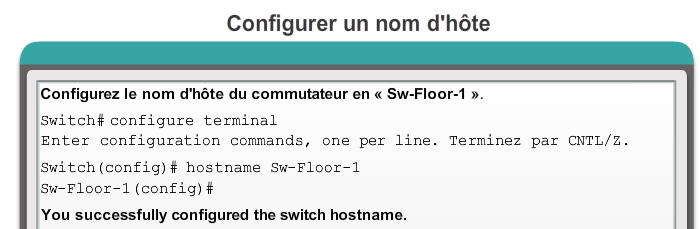 Configurer un nom d'hôte
Configurez le nom d'hôte du commutateur en « Sw-Floor-1 ».
Switch# configure terminal
Enter configuration commands, one per line. Terminez par CNTL/Z.
Switch(config)# hostname Sw-Floor-1
Sw-Floor-1(config)#
You successfully configured the switch hostname.